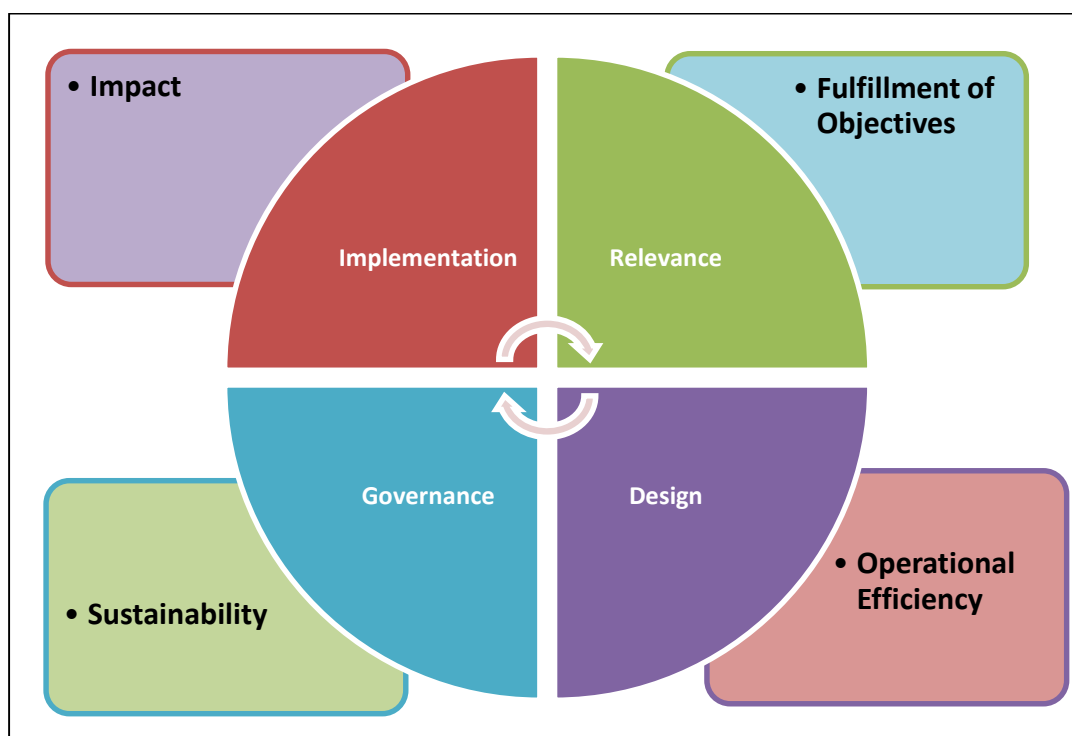 • Impact
• Fulfillment of
Objectives
Implementation
Relevance
Governance
Design
• Sustainability
• Operational
Efficiency